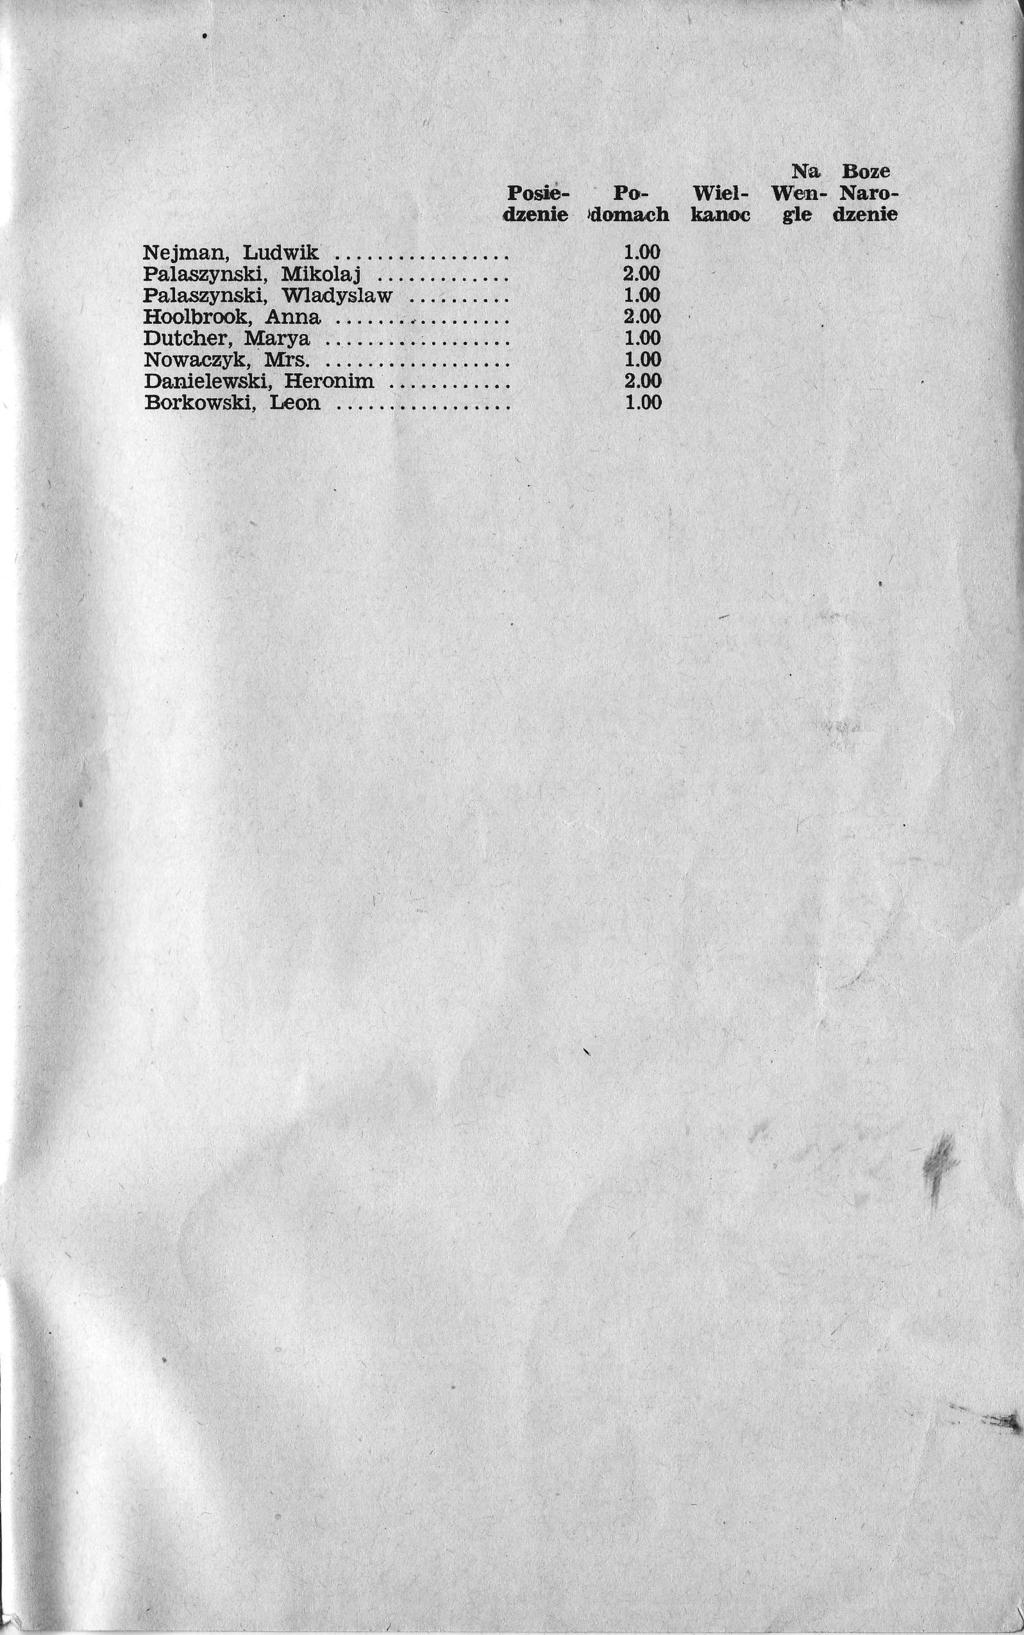 Na Boze
Posie- Po- Wiel- Wen- Naro-
dzenie domach kanoc gle dzenie
Nejman, Ludwik ................. 1.00
Palaszynski, Mikolaj ............. 2.00
Palaszynski, Wladyslaw .......... 1.00
Hoolbrook, Anna ................. 2.00
Dutcher, Marya .................. 1.00
Nowaczyk, Mrs. .................. 1.00
Danielewski, Heronim ............ 2.00
Borkowski, Leon ................. 1.00